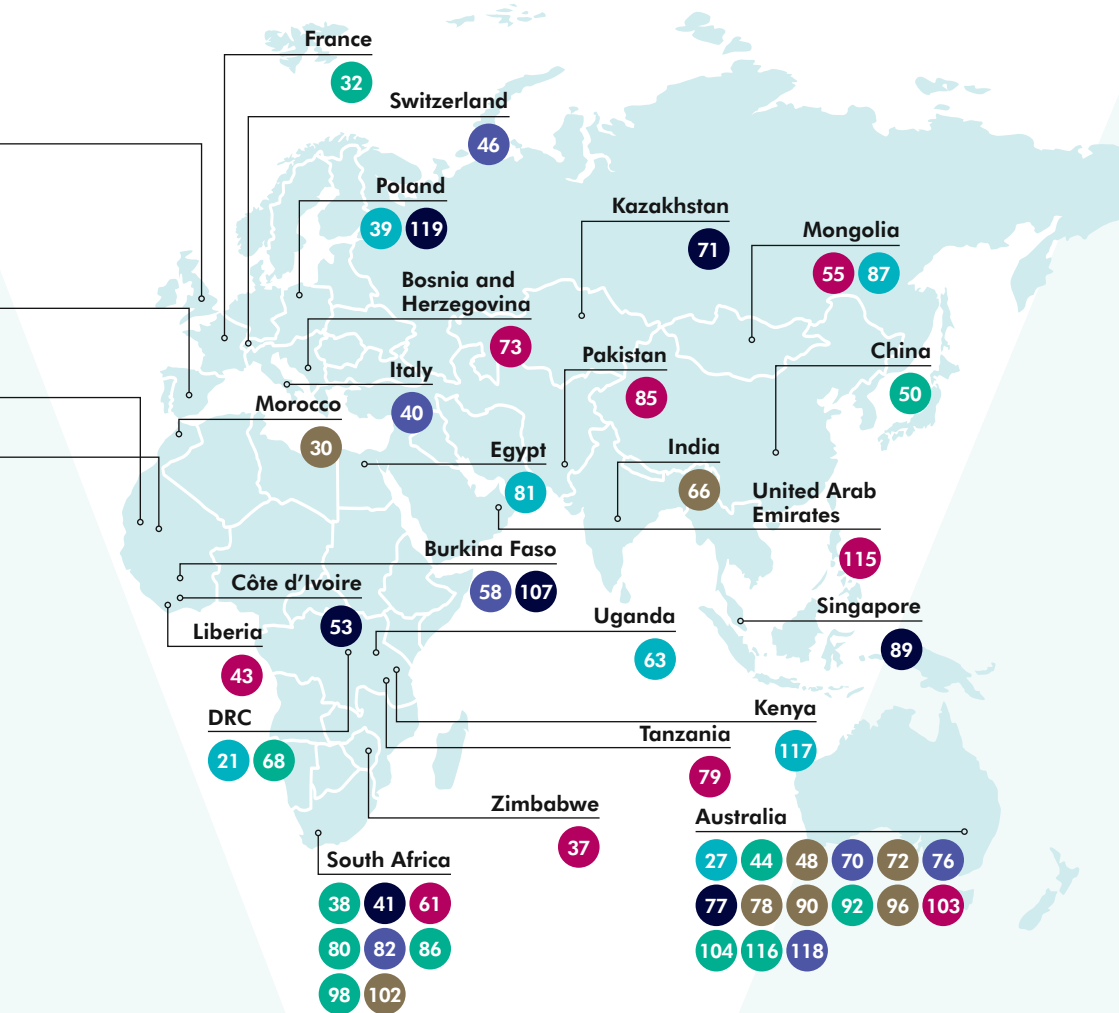 France
32
Switzerland
46
Poland
39 119
Kazakhstan
71
Mongolia
55 87
Bosnia and
Herzegovina
73
China
50
Pakistan
85
Italy
40
Morocco
30
Egypt
81
India
66
United Arab
Emirates
115
Burkina Faso
58 107
Côte d'Ivoire
53
Liberia
43
Uganda
63
Singapore
89
DRC
21 68
Kenya
117
Tanzania
79
Zimbabwe
37
Australia
27 44 48 70 72 76
77 78 90 92 96 103
104 116 118
South Africa
38 41 61
80 82 86
98 102